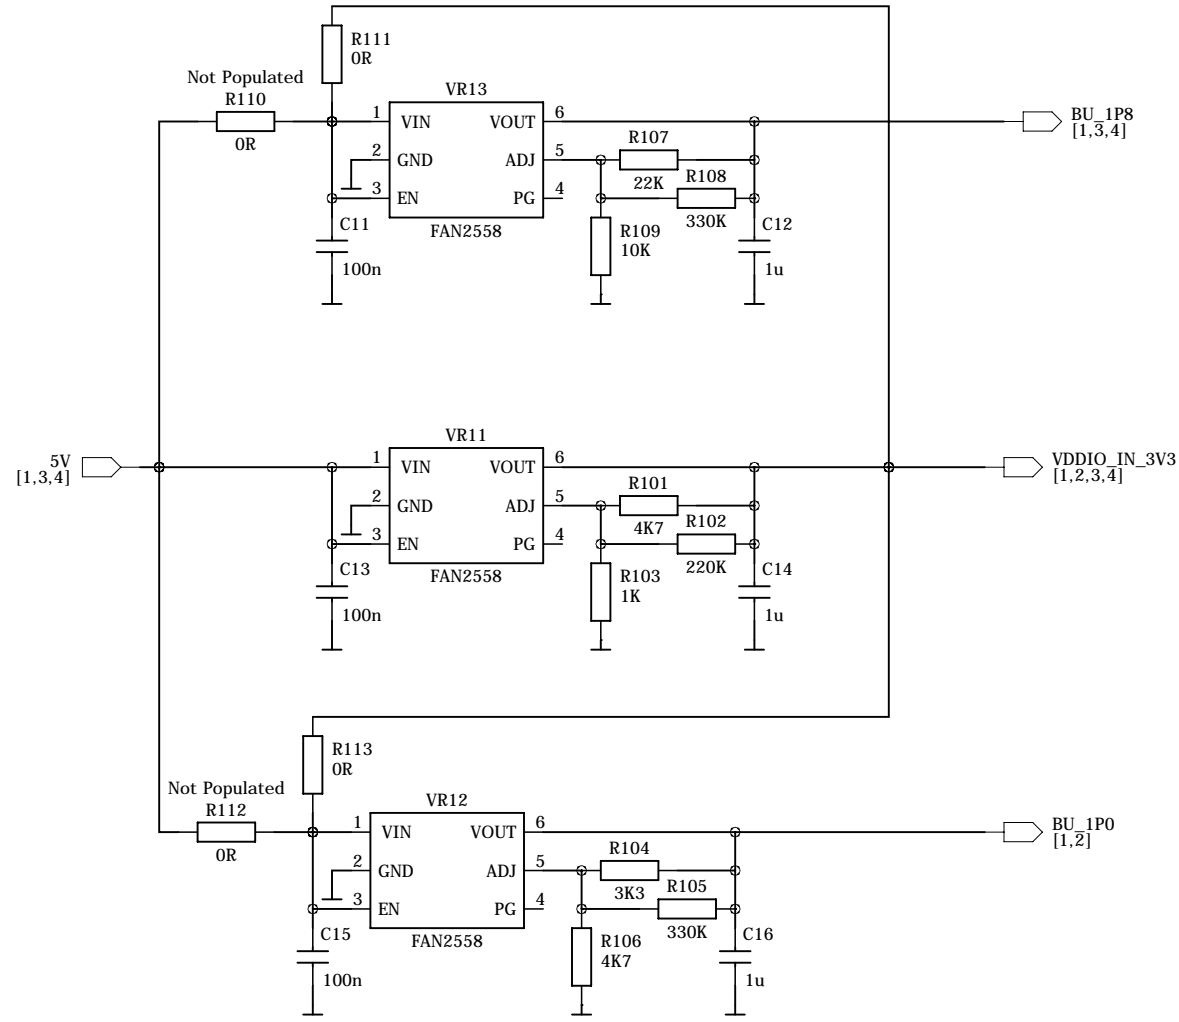 R111
0R
Not Populated
R110
0R
VR13
1
VIN
VOUT
6
2
GND
ADJ
5
3
EN
PG
4
FAN2558
R107
22K
R108
330K
R109
10K
C11
100n
C12
1u
BU_1P8
[1,3,4]
5V
[1,3,4]
VR11
1
VIN
VOUT
6
2
GND
ADJ
5
3
EN
PG
4
FAN2558
R101
4K7
R102
220K
R103
1K
C13
100n
C14
1u
VDDIO_IN_3V3
[1,2,3,4]
R113
0R
Not Populated
R112
0R
VR12
1
VIN
VOUT
6
2
GND
ADJ
5
3
EN
PG
4
FAN2558
R104
3K3
R105
330K
R106
4K7
C15
100n
C16
1u
BU_1P0
[1,2]